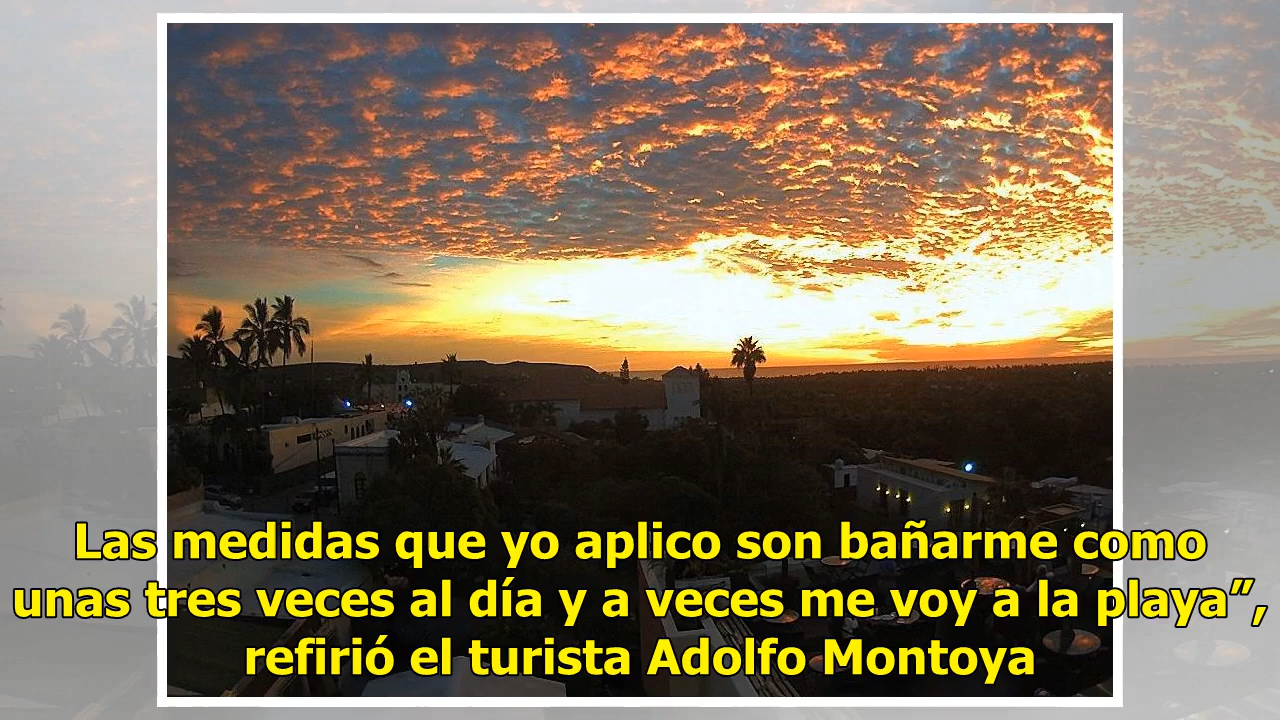 Las medidas que yo aplico son bañarme como
unas tres veces al día y a veces me voy a la playa”,
refirió el turista Adolfo Montoya